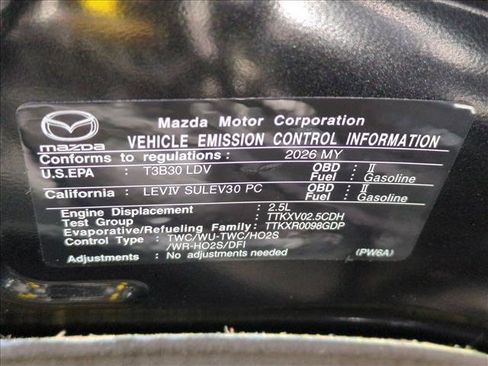 Mazda Motor Corporation
mazda
VEHICLE EMISSION CONTROL INFORMATION
Conforms to regulations : 2026 MY
U.S.EPA : T3B30 LDV OBD : II
Fuel : Gasoline
California : LEVIV SULEV30 PC OBD : II
Fuel : Gasoline
Engine Displacement : 2.5L
Test Group : TTKXV02.5CDH
Evaporative/Refueling Family : TTKXR0098GDP
Control Type : TWC/WU-TWC/HO2S
/WR-HO2S/DFI
Adjustments : No adjustments needed (PW6A)